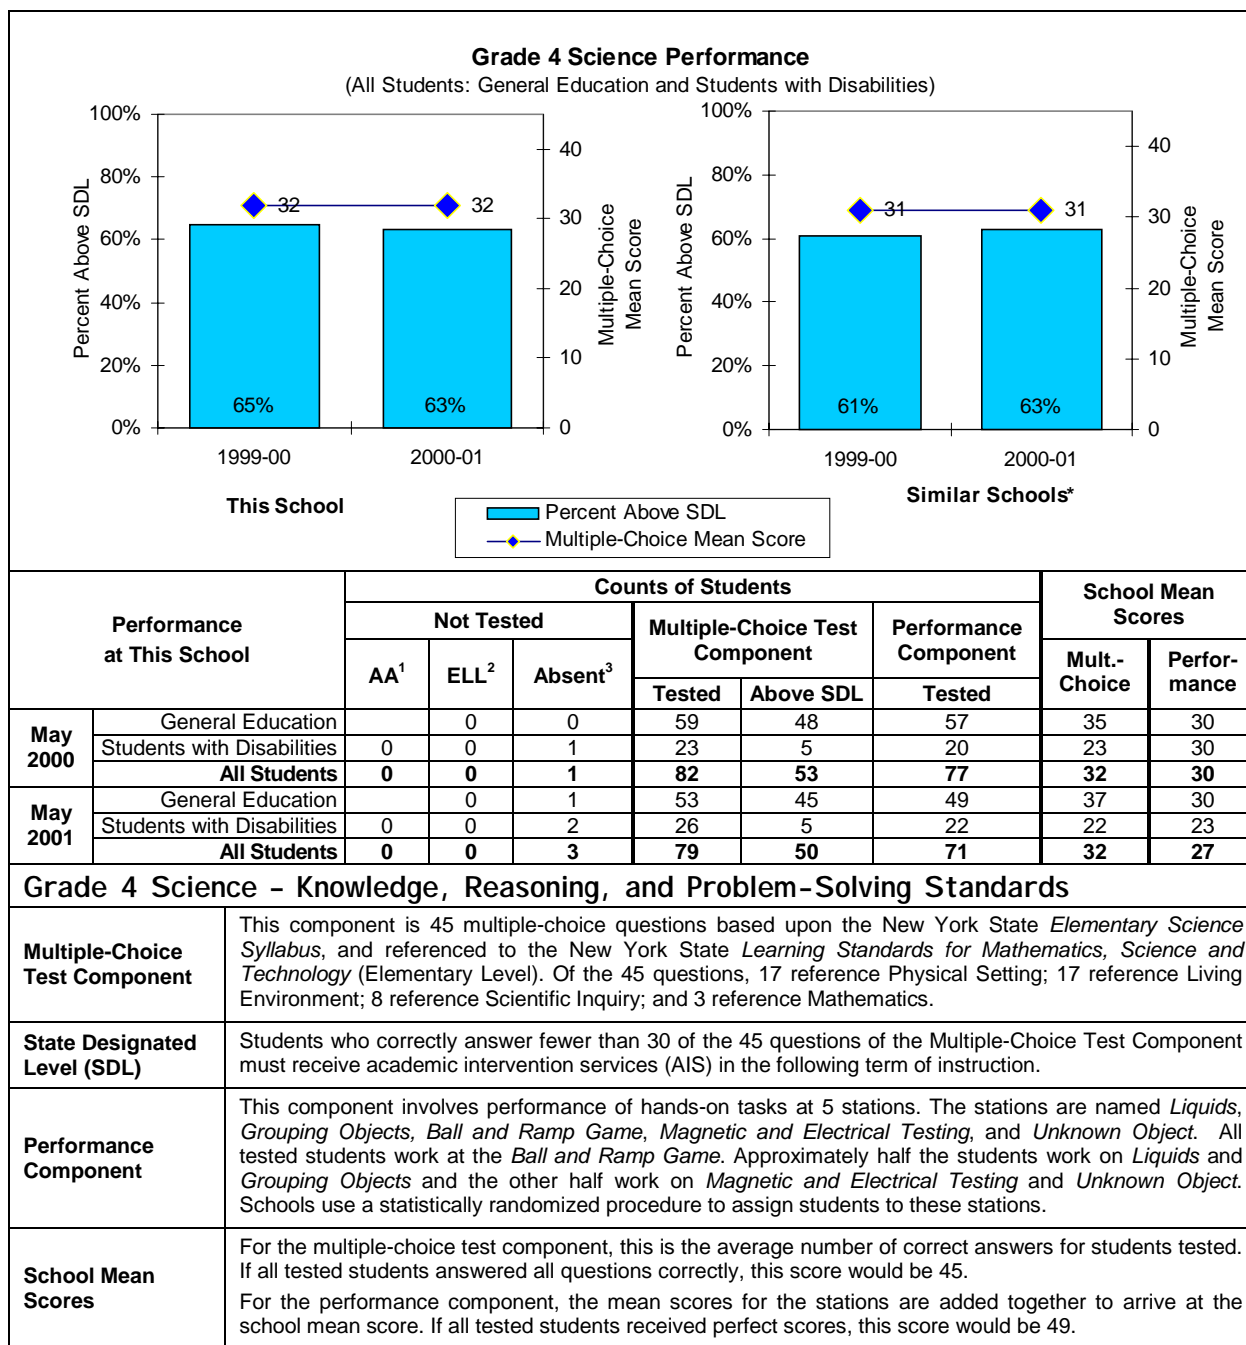 Grade 4 Science Performance
(All Students: General Education and Students with Disabilities)
100%
80%
60%
40%
20%
0%
Percent Above SDL
32
32
65%
63%
40
30
20
10
0
Multiple-Choice
Mean Score
1999-00
2000-01
This School
100%
80%
60%
40%
20%
0%
Percent Above SDL
31
31
61%
63%
40
30
20
10
0
Multiple-Choice
Mean Score
1999-00
2000-01
Similar Schools*
Percent Above SDL
Multiple-Choice Mean Score
Performance
at This School
Counts of Students
School Mean
Scores
Not Tested
Multiple-Choice Test
Component
Performance
Component
AA1
ELL2
Absent3
Tested
Above SDL
Tested
Mult.-
Choice
Perfor-
mance
May
2000
General Education 0 0 59 48 57 35 30
Students with Disabilities 0 0 1 23 5 20 23 30
All Students 0 0 1 82 53 77 32 30
May
2001
General Education 0 1 53 45 49 37 30
Students with Disabilities 0 0 2 26 5 22 22 23
All Students 0 0 3 79 50 71 32 27
Grade 4 Science – Knowledge, Reasoning, and Problem-Solving Standards
Multiple-Choice
Test Component
This component is 45 multiple-choice questions based upon the New York State Elementary Science
Syllabus, and referenced to the New York State Learning Standards for Mathematics, Science and
Technology (Elementary Level). Of the 45 questions, 17 reference Physical Setting; 17 reference Living
Environment; 8 reference Scientific Inquiry; and 3 reference Mathematics.
State Designated
Level (SDL)
Students who correctly answer fewer than 30 of the 45 questions of the Multiple-Choice Test Component
must receive academic intervention services (AIS) in the following term of instruction.
Performance
Component
This component involves performance of hands-on tasks at 5 stations. The stations are named Liquids,
Grouping Objects, Ball and Ramp Game, Magnetic and Electrical Testing, and Unknown Object. All
tested students work at the Ball and Ramp Game. Approximately half the students work on Liquids and
Grouping Objects and the other half work on Magnetic and Electrical Testing and Unknown Object.
Schools use a statistically randomized procedure to assign students to these stations.
School Mean
Scores
For the multiple-choice test component, this is the average number of correct answers for students tested.
If all tested students answered all questions correctly, this score would be 45.
For the performance component, the mean scores for the stations are added together to arrive at the
school mean score. If all tested students received perfect scores, this score would be 49.